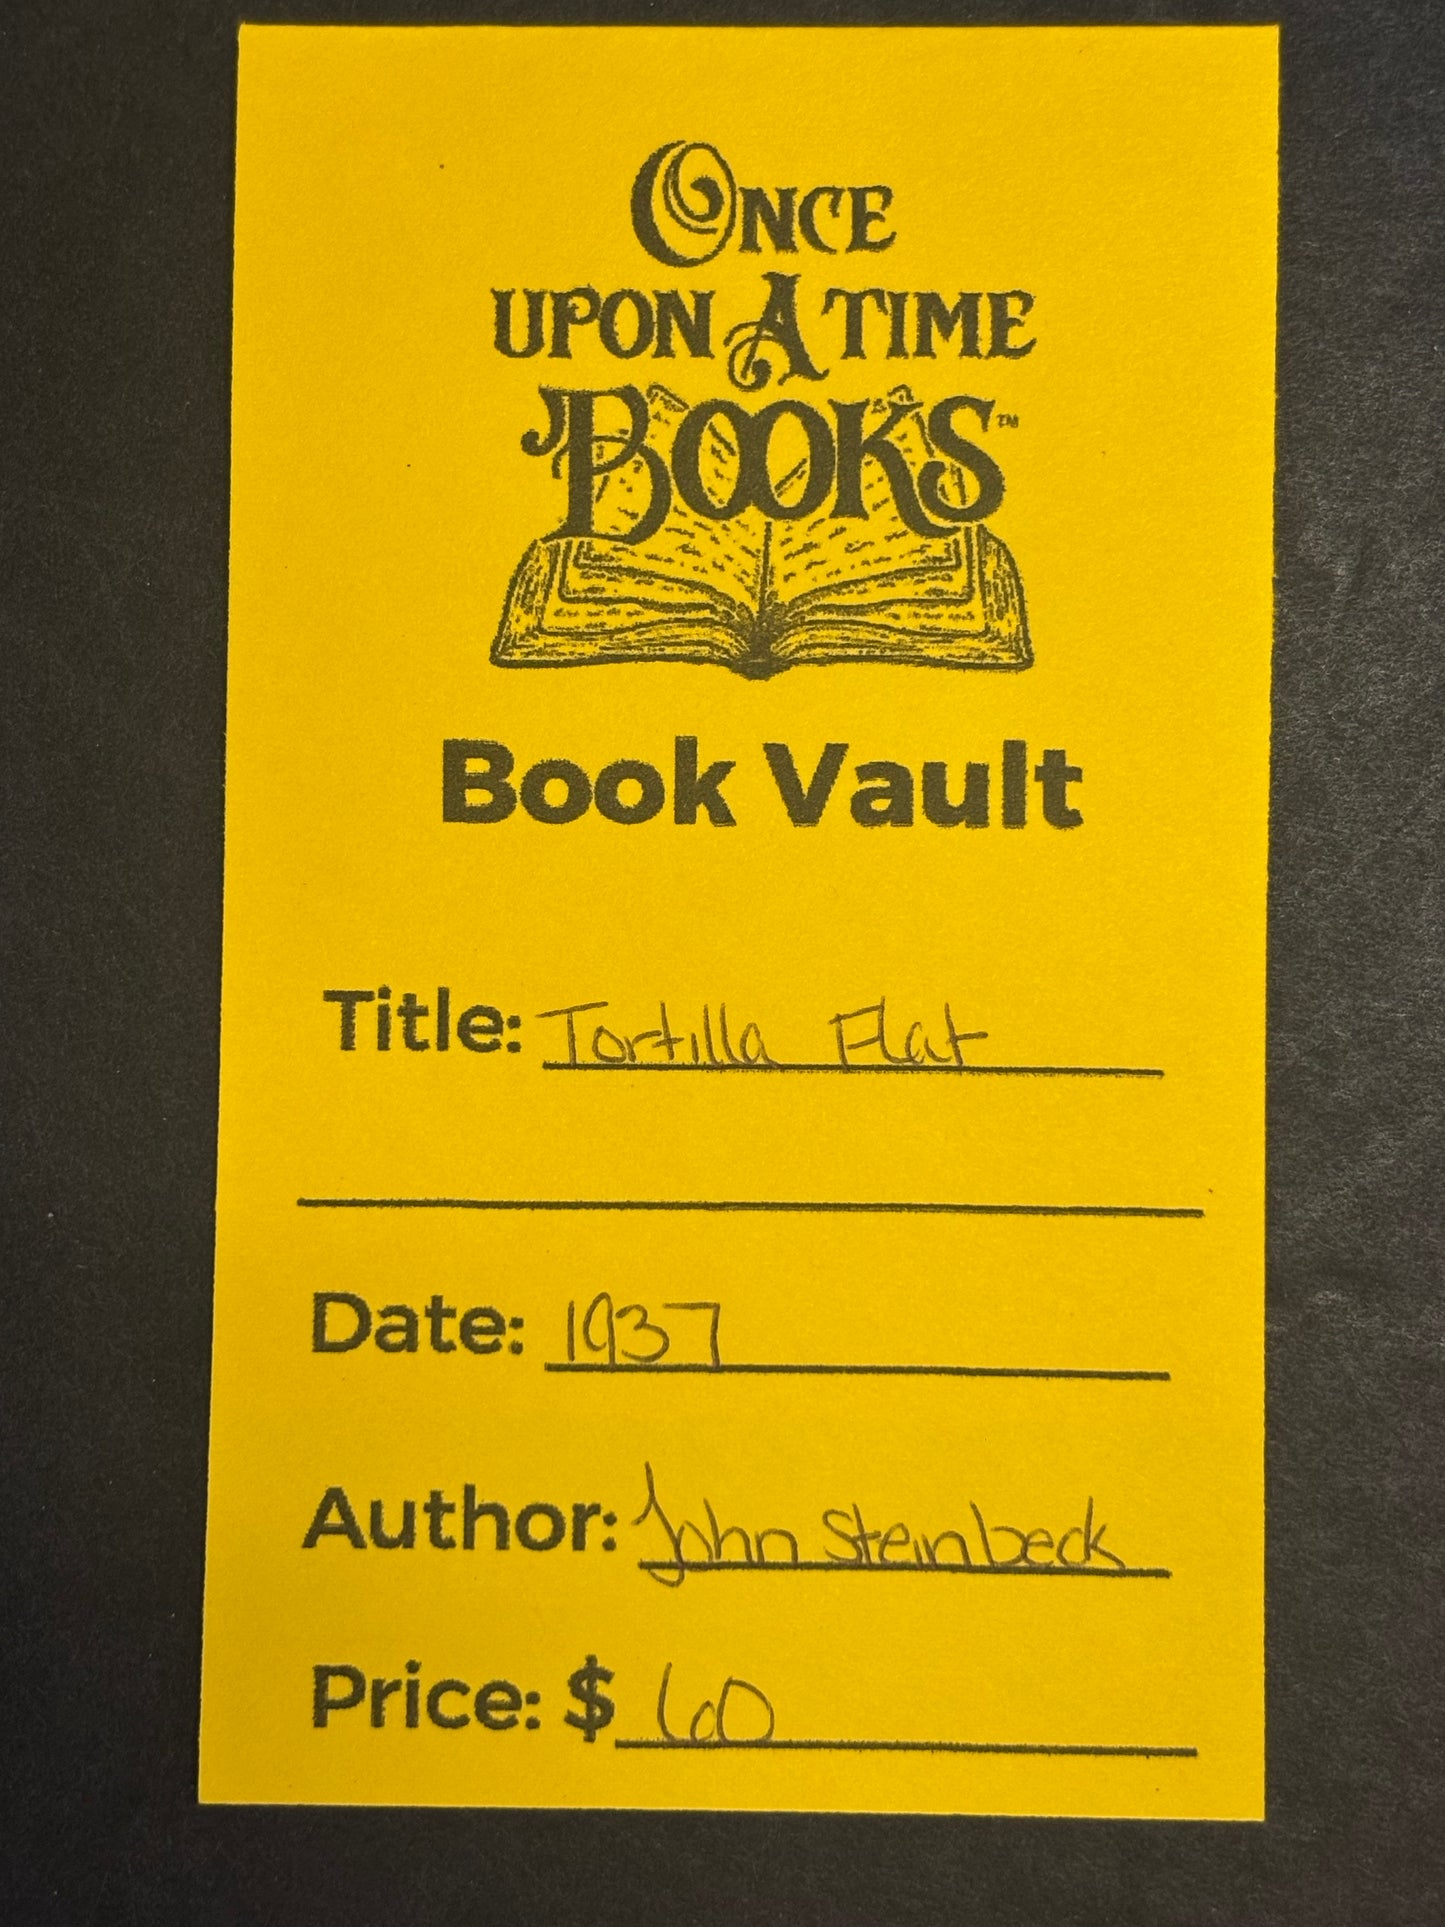 ONCE
UPON A TIME
BOOKS™
Book Vault
Title: Tortilla Flat
Date: 1937
Author: John Steinbeck
Price: $ 60